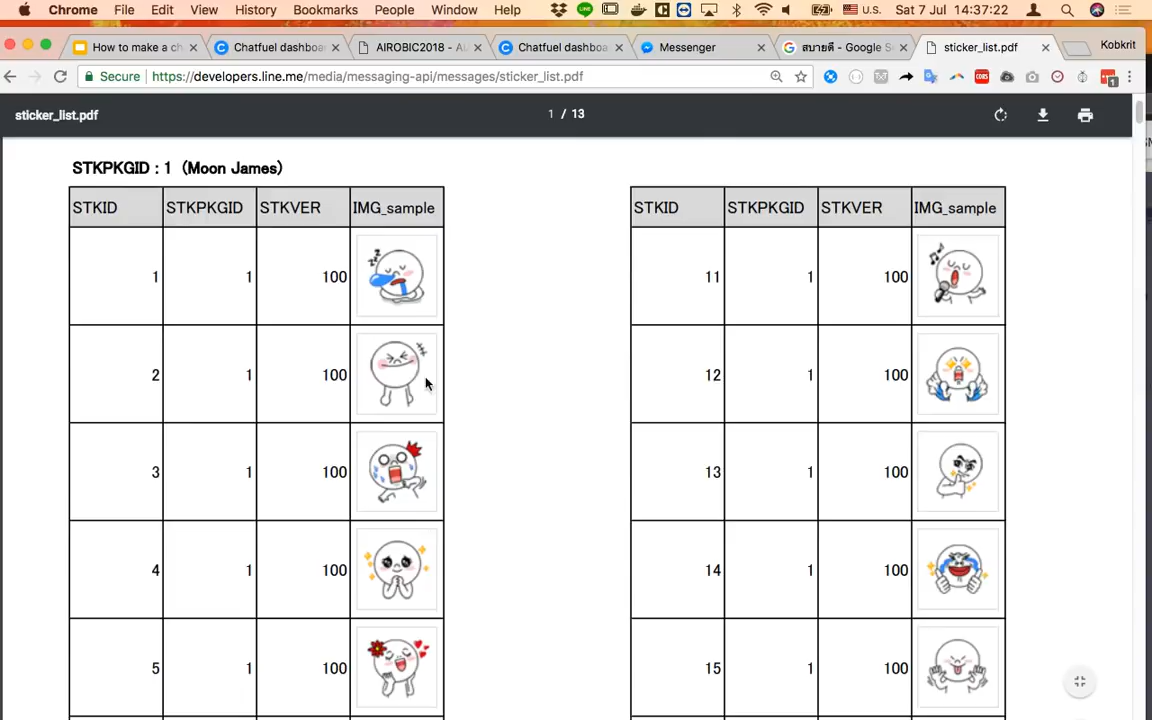 Chrome File Edit View History Bookmarks People Window Help U.S. Sat 7 Jul 14:37:22
How to make a ch Chatfuel dashboa AIROBIC2018 - Al Chatfuel dashboa Messenger สบายดี - Google S sticker_list.pdf Kobkrit
Secure https://developers.line.me/media/messaging-api/messages/sticker_list.pdf
sticker_list.pdf 1 / 13
STKPKGID : 1 (Moon James)
STKID STKPKGID STKVER IMG_sample STKID STKPKGID STKVER IMG_sample
1 1 100 11 1 100
2 1 100 12 1 100
3 1 100 13 1 100
4 1 100 14 1 100
5 1 100 15 1 100